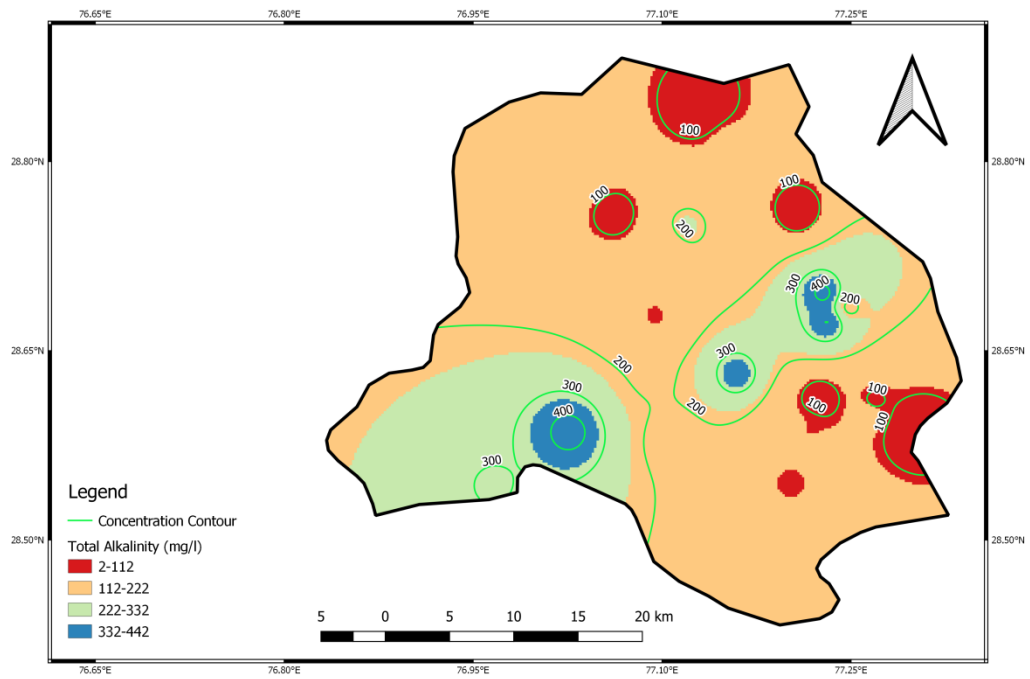 76.65°E 76.80°E 76.95°E 77.10°E 77.25°E
100
28.80°N 28.80°N
100 100
200
300 400
200
28.65°N 300 28.65°N
200
300 200
100
100
400 100
300
28.50°N 28.50°N
Legend
Concentration Contour
Total Alkalinity (mg/l)
2-112
112-222
222-332
332-442
5 0 5 10 15 20 km
76.65°E 76.80°E 76.95°E 77.10°E 77.25°E